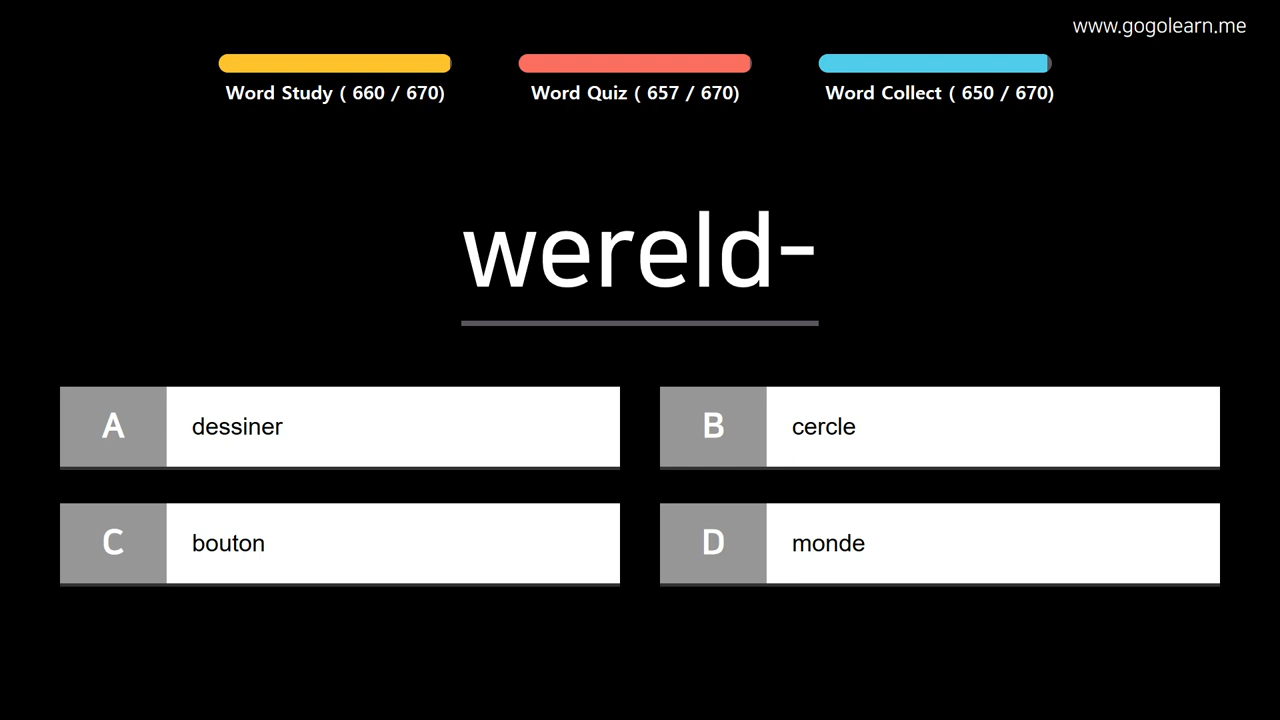 www.gogolearn.me
Word Study ( 660 / 670)
Word Quiz ( 657 / 670)
Word Collect ( 650 / 670)
wereld-
A dessiner
B cercle
C bouton
D monde